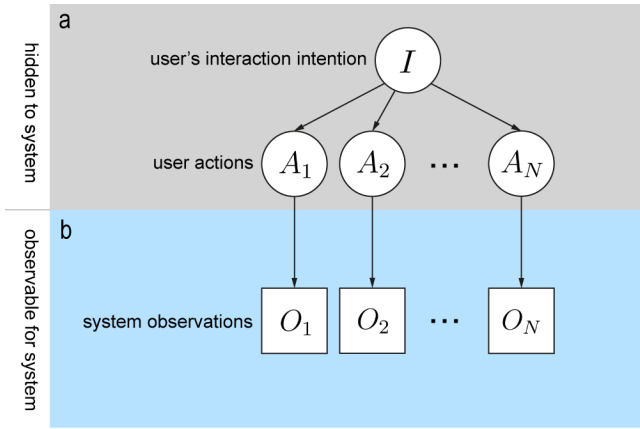 a
hidden to system
user's interaction intention
I
user actions
A1
A2
...
AN
b
observable for system
system observations
O1
O2
...
ON